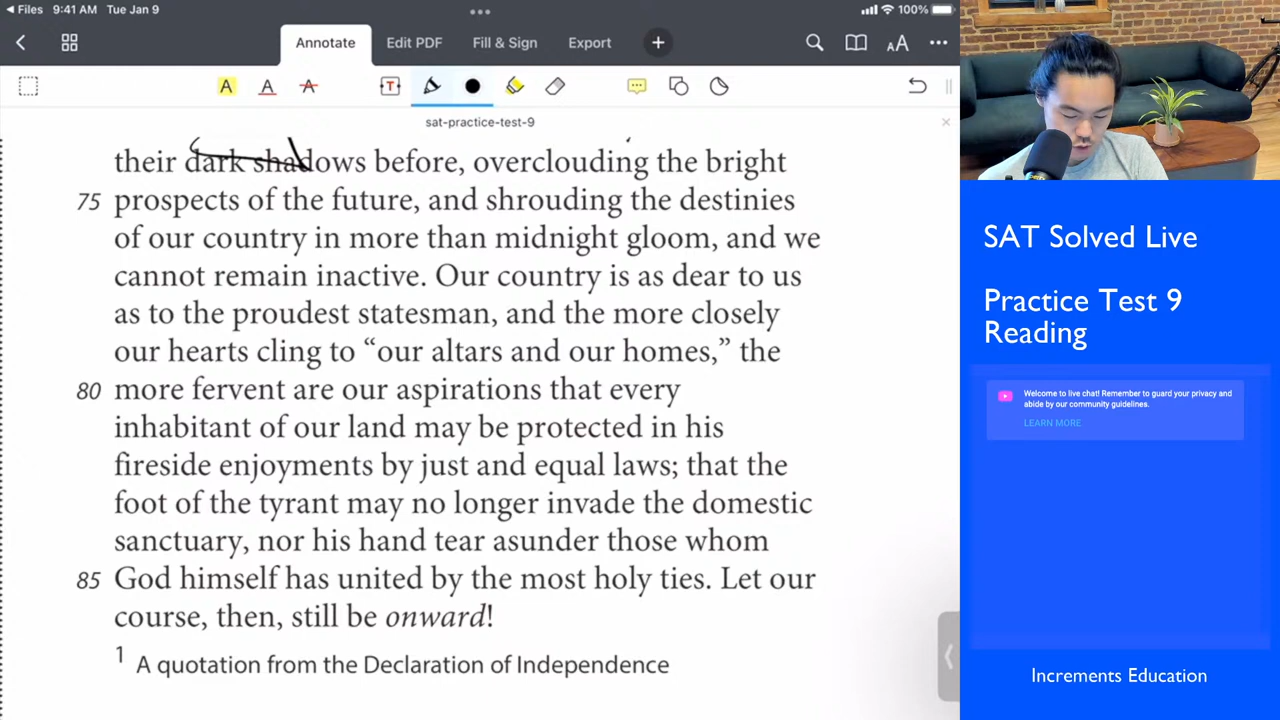 Files 9:41 AM Tue Jan 9 100%
Annotate Edit PDF Fill & Sign Export
A A A T
AA
sat-practice-test-9
their dark shadows before, overclouding the bright
75 prospects of the future, and shrouding the destinies
of our country in more than midnight gloom, and we
cannot remain inactive. Our country is as dear to us
as to the proudest statesman, and the more closely
our hearts cling to “our altars and our homes,” the
80 more fervent are our aspirations that every
inhabitant of our land may be protected in his
fireside enjoyments by just and equal laws; that the
foot of the tyrant may no longer invade the domestic
sanctuary, nor his hand tear asunder those whom
85 God himself has united by the most holy ties. Let our
course, then, still be onward!
1 A quotation from the Declaration of Independence
SAT Solved Live
Practice Test 9
Reading
Welcome to live chat! Remember to guard your privacy and
abide by our community guidelines.
LEARN MORE
Increments Education